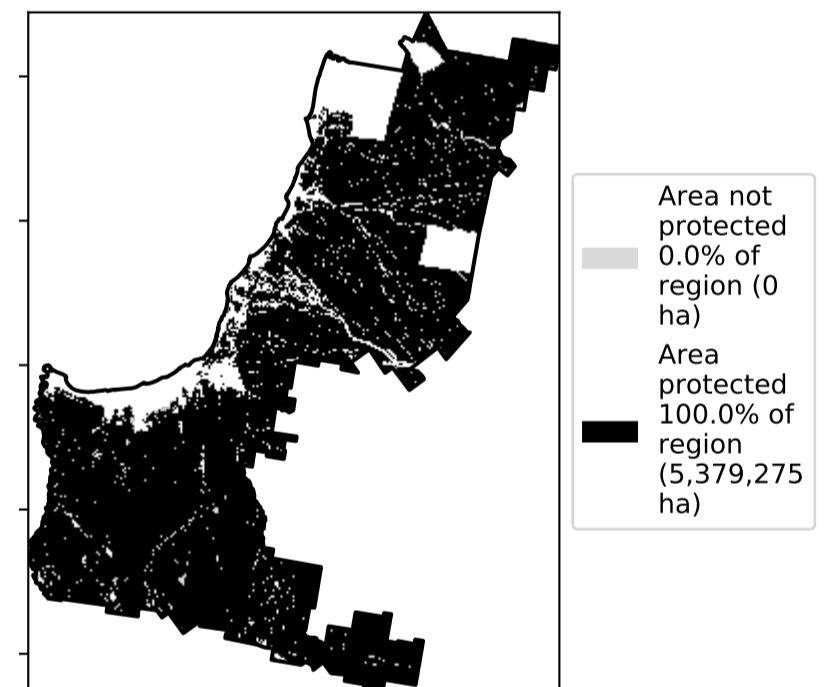 Area not
protected
0.0% of
region (0
ha)
Area
protected
100.0% of
region
(5,379,275
ha)